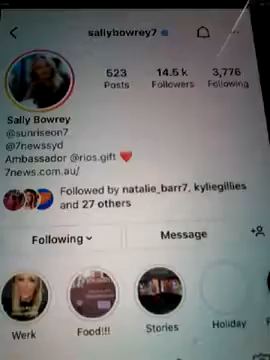 sallybowrey7
523 14.5 k 3,776
Posts Followers Following
Sally Bowrey
@sunriseon7
@7newssyd
Ambassador @rios.gift
7news.com.au/
Followed by natalie_barr7, kyliegillies
and 27 others
Following Message
Werk Food!!! Stories Holiday